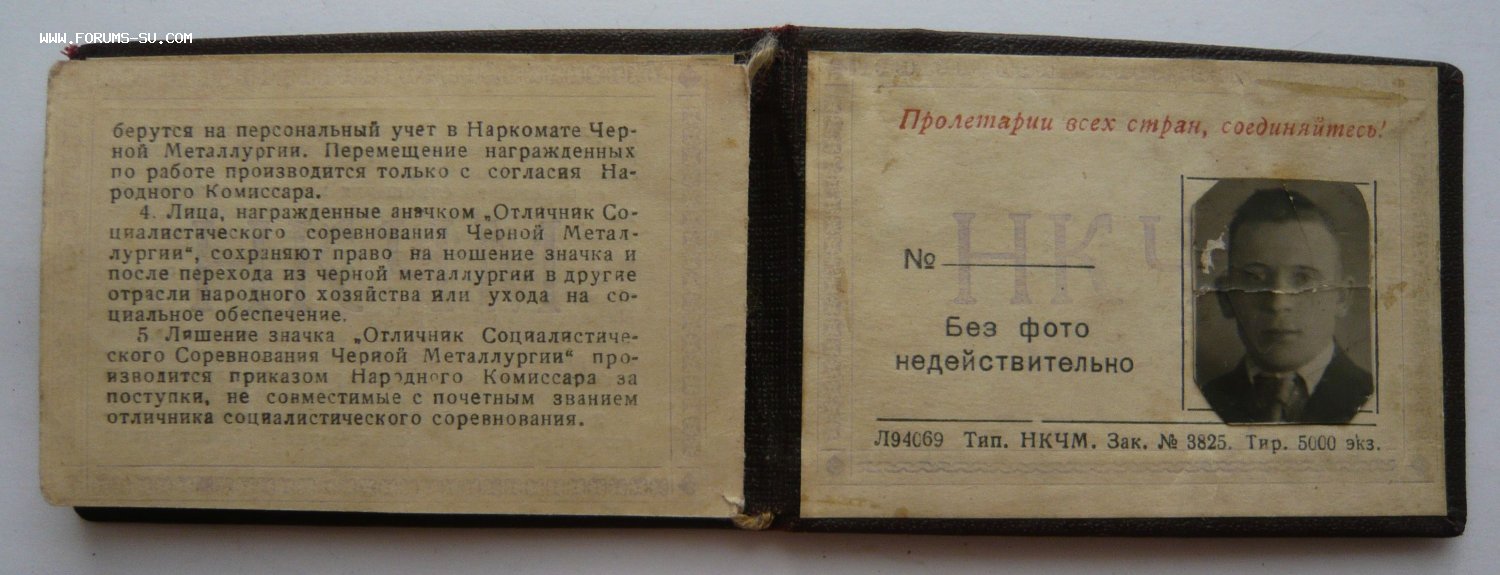 WWW.FORUMS-SU.COM
берутся на персональный учет в Наркомате Чер-
ной Металлургии. Перемещение награжденных
по работе производится только с согласия На-
родного Комиссара.
4. Лица, награжденные значком „Отличник Со-
циалистического соревнования Черной Метал-
лургии“, сохраняют право на ношение значка и
после перехода из черной металлургии в другие
отрасли народного хозяйства или ухода на со-
циальное обеспечение.
5 Лишение значка „Отличник Социалистиче-
ского Соревнования Черной Металлургии“ про-
изводится приказом Народного Комиссара за
поступки, не совместимые с почетным званием
отличника социалистического соревнования.
Пролетарии всех стран, соединяйтесь!
№
Без фото
недействительно
Л94069 Тип. НКЧМ. Зак. № 3825. Тир. 5000 экз.